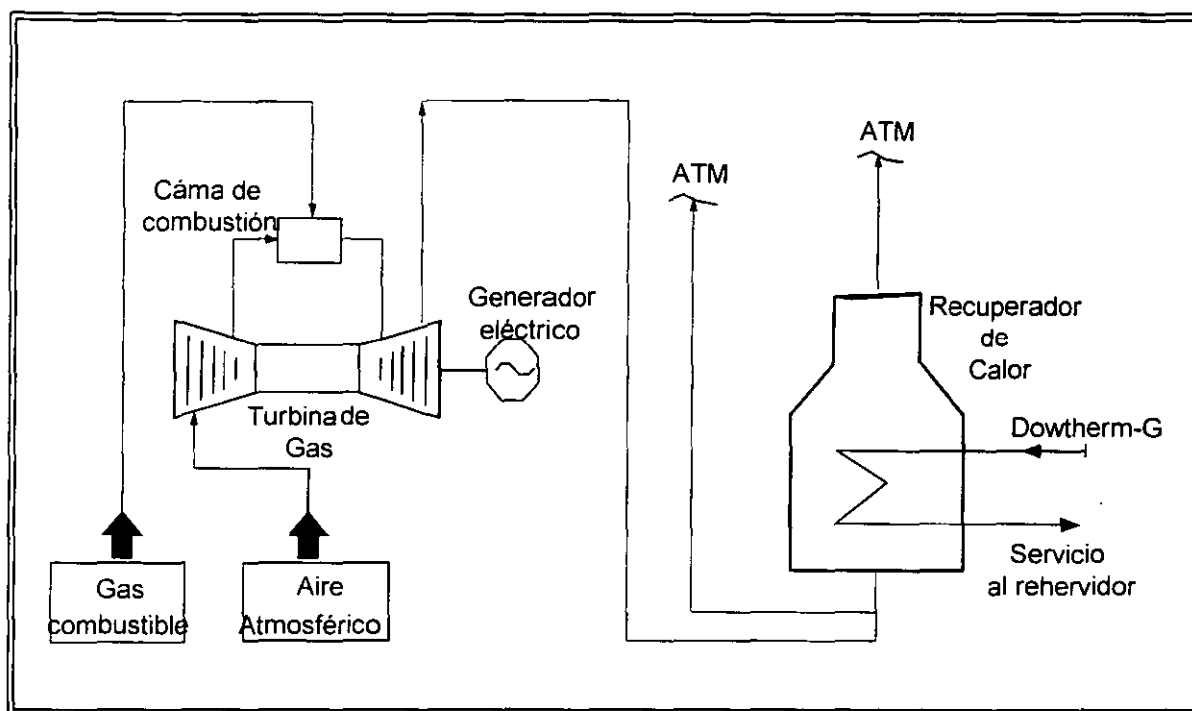 ATM
ATM
Cáma de
combustión
Generador
eléctrico
Recuperador
de
Calor
Turbina de
Gas
Dowtherm-G
Servicio
al rehervidor
Gas
combustible
Aire
Atmosférico